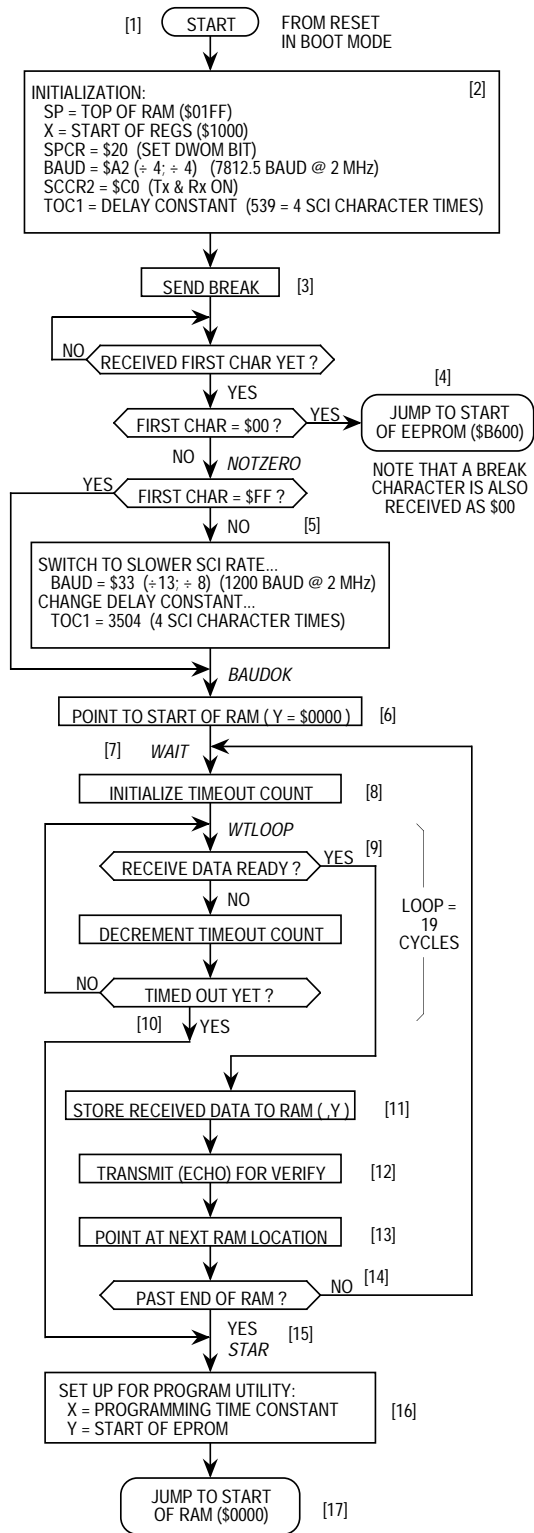 [1]
START
FROM RESET
IN BOOT MODE
INITIALIZATION:
[2]
SP = TOP OF RAM ($01FF)
X = START OF REGS ($1000)
SPCR = $20 (SET DWOM BIT)
BAUD = $A2 (÷ 4; ÷ 4) (7812.5 BAUD @ 2 MHz)
SCCR2 = $C0 (Tx & Rx ON)
TOC1 = DELAY CONSTANT (539 = 4 SCI CHARACTER TIMES)
SEND BREAK
[3]
NO
RECEIVED FIRST CHAR YET ?
YES
[4]
FIRST CHAR = $00 ?
YES
JUMP TO START
OF EEPROM ($B600)
NO
NOTZERO
NOTE THAT A BREAK
CHARACTER IS ALSO
RECEIVED AS $00
YES
FIRST CHAR = $FF ?
NO
[5]
SWITCH TO SLOWER SCI RATE...
BAUD = $33 (÷13; ÷ 8) (1200 BAUD @ 2 MHz)
CHANGE DELAY CONSTANT...
TOC1 = 3504 (4 SCI CHARACTER TIMES)
BAUDOK
POINT TO START OF RAM ( Y = $0000 )
[6]
[7]
WAIT
INITIALIZE TIMEOUT COUNT
[8]
WTLOOP
RECEIVE DATA READY ?
YES
[9]
NO
DECREMENT TIMEOUT COUNT
LOOP =
19
CYCLES
NO
TIMED OUT YET ?
[10]
YES
STORE RECEIVED DATA TO RAM ( ,Y )
[11]
TRANSMIT (ECHO) FOR VERIFY
[12]
POINT AT NEXT RAM LOCATION
[13]
PAST END OF RAM ?
NO
[14]
YES
STAR
[15]
SET UP FOR PROGRAM UTILITY:
X = PROGRAMMING TIME CONSTANT
Y = START OF EPROM
[16]
JUMP TO START
OF RAM ($0000)
[17]